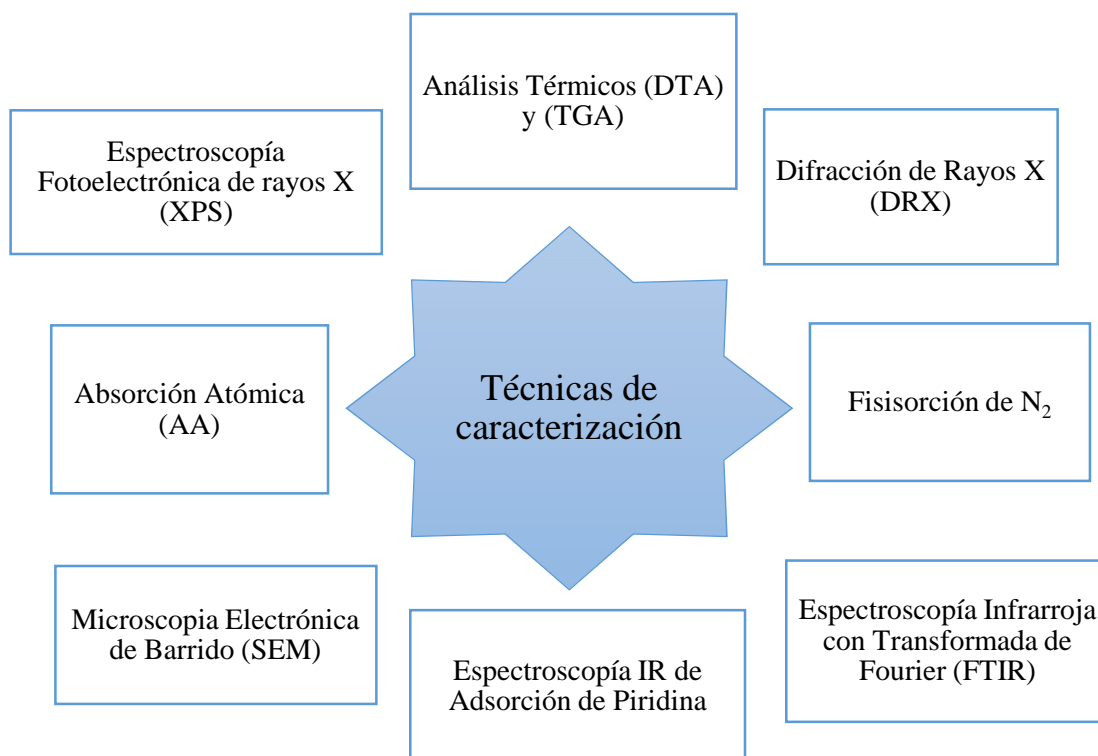 Análisis Térmicos (DTA)
y (TGA)
Espectroscopía
Fotoelectrónica de rayos X
(XPS)
Difracción de Rayos X
(DRX)
Absorción Atómica
(AA)
Técnicas de
caracterización
Fisisorción de N₂
Microscopia Electrónica
de Barrido (SEM)
Espectroscopía IR de
Adsorción de Piridina
Espectroscopía Infrarroja
con Transformada de
Fourier (FTIR)